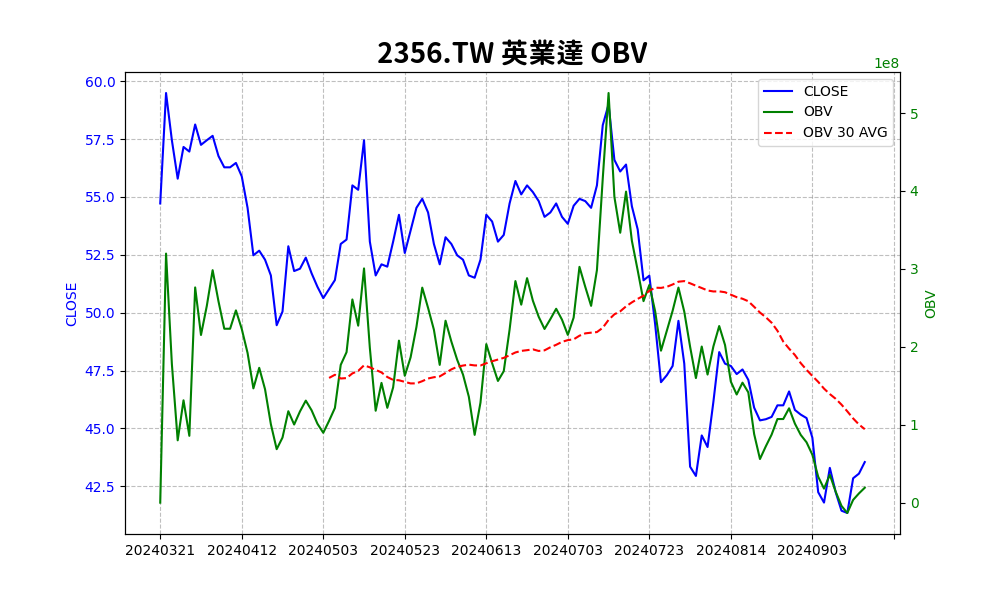 2356.TW 英業達 OBV
1e8
60.0
57.5
55.0
52.5
50.0
47.5
45.0
42.5
CLOSE
CLOSE
OBV
OBV 30 AVG
5
4
3
2
1
0
OBV
20240321 20240412 20240503 20240523 20240613 20240703 20240723 20240814 20240903